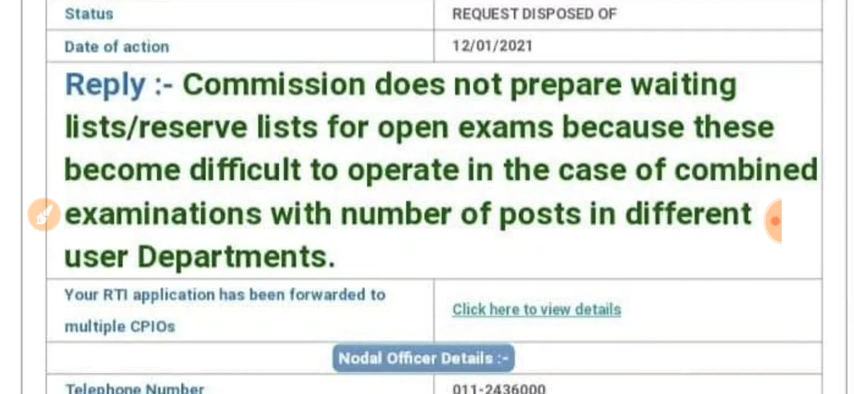 Status REQUEST DISPOSED OF
Date of action 12/01/2021
Reply :- Commission does not prepare waiting
lists/reserve lists for open exams because these
become difficult to operate in the case of combined
examinations with number of posts in different
user Departments.
Your RTI application has been forwarded to
multiple CPIOs
Click here to view details
Nodal Officer Details :-
Telephone Number 011-2436000